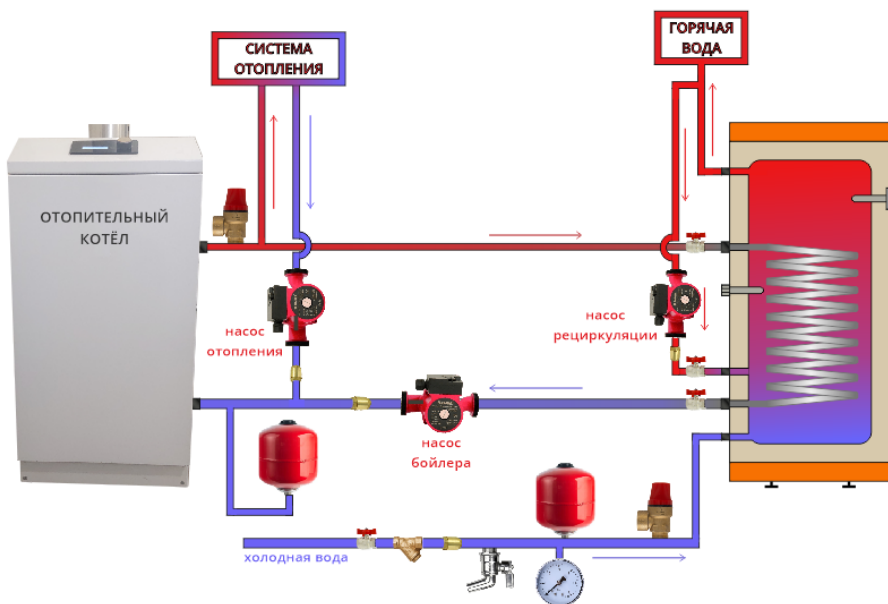 СИСТЕМА
ОТОПЛЕНИЯ
ГОРЯЧАЯ
ВОДА
ОТОПИТЕЛЬНЫЙ
КОТЁЛ
насос
отопления
насос
рециркуляции
насос
бойлера
холодная вода